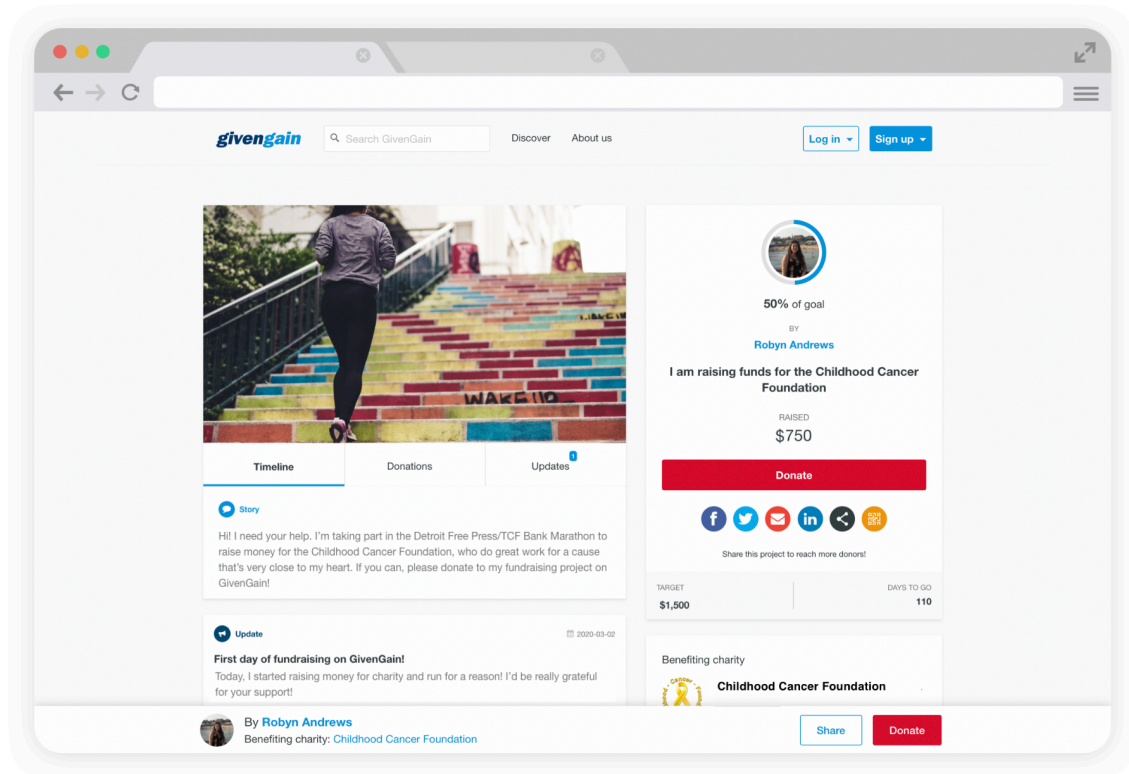 givengain
Search GivenGain
Discover
About us
Log in
Sign up
WAKE UP
Timeline
Donations
Updates
1
Story
Hi! I need your help. I'm taking part in the Detroit Free Press/TCF Bank Marathon to
raise money for the Childhood Cancer Foundation, who do great work for a cause
that's very close to my heart. If you can, please donate to my fundraising project on
GivenGain!
Update
2020-03-02
First day of fundraising on GivenGain!
Today, I started raising money for charity and run for a reason! I'd be really grateful
for your support!
50% of goal
BY
Robyn Andrews
I am raising funds for the Childhood Cancer
Foundation
RAISED
$750
Donate
f
in
Share this project to reach more donors!
TARGET
$1,500
DAYS TO GO
110
Benefiting charity
Cancer
Childhood Cancer Foundation
By Robyn Andrews
Benefiting charity: Childhood Cancer Foundation
Share
Donate